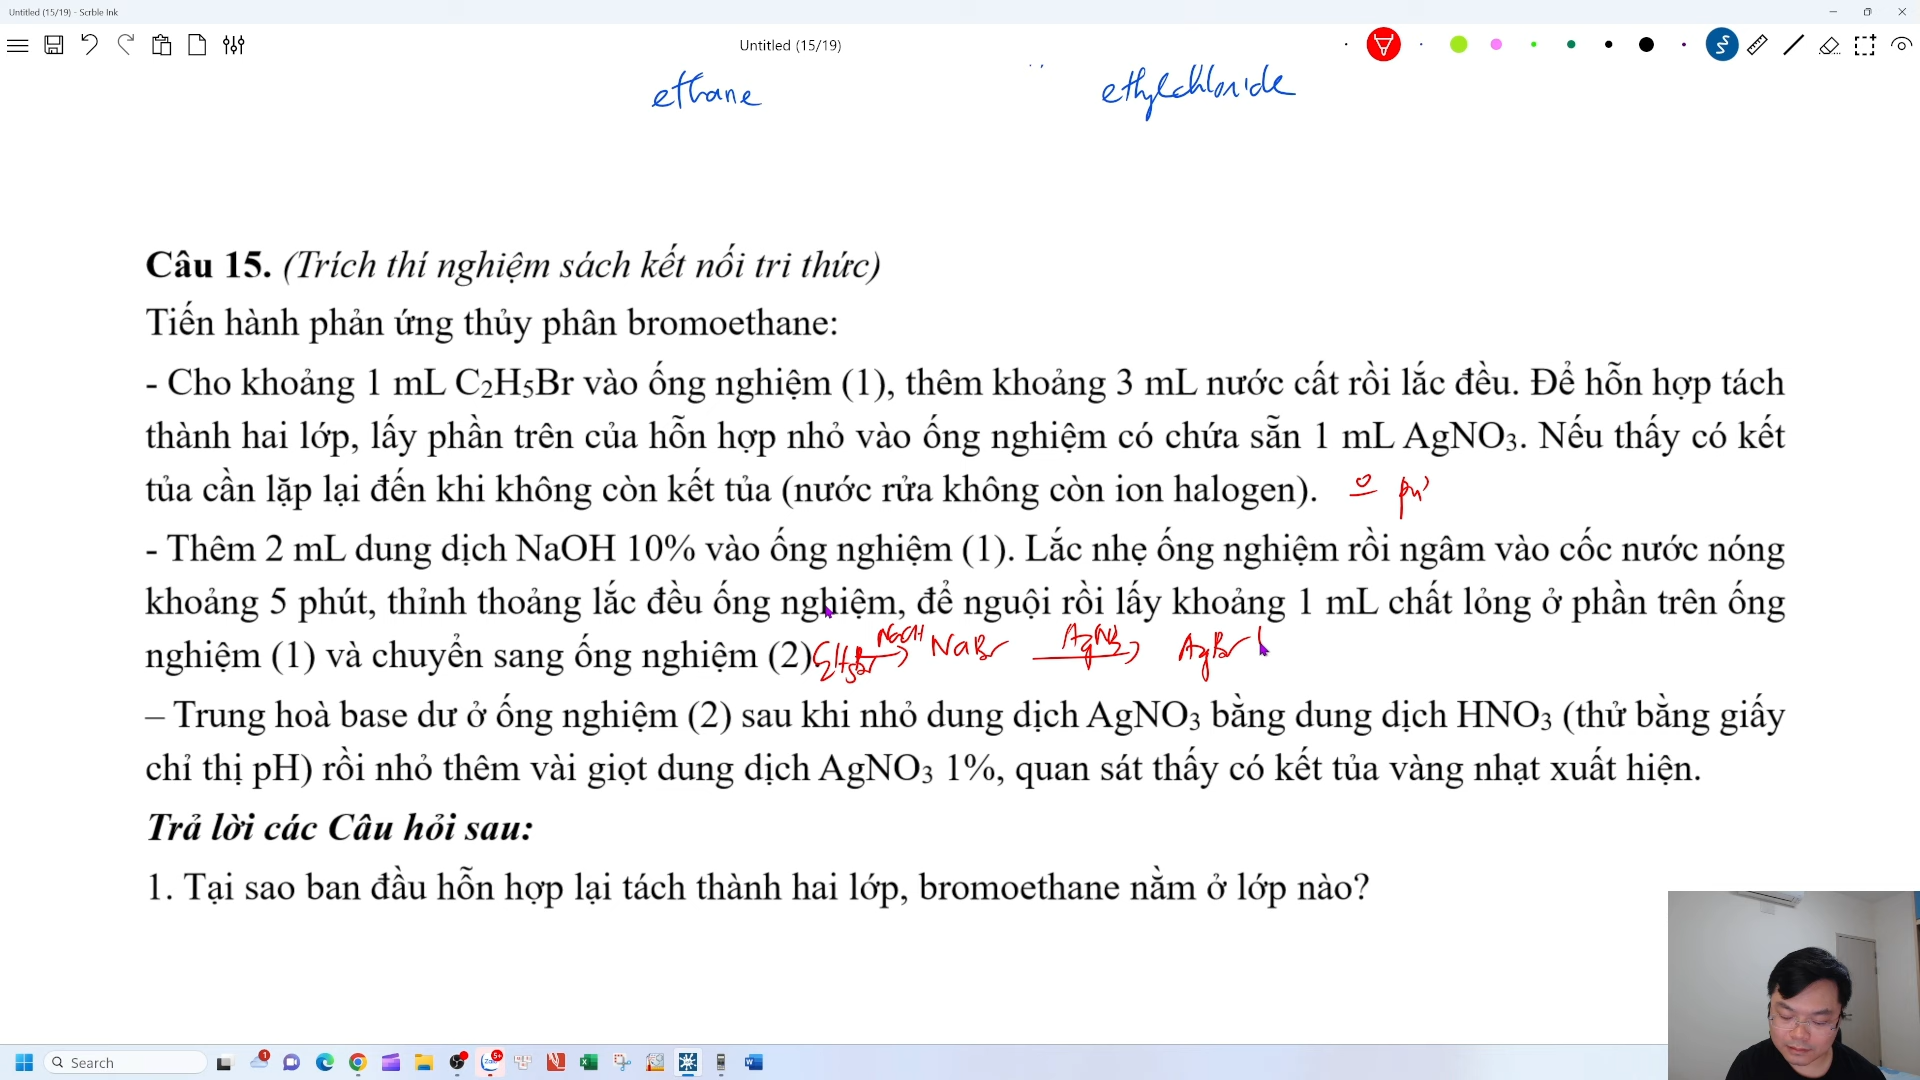 Untitled (15/19) - Scrble Ink
Untitled (15/19)
ethane
ethylchloride
Câu 15. (Trích thí nghiệm sách kết nối tri thức)
Tiến hành phản ứng thủy phân bromoethane:
- Cho khoảng 1 mL C₂H₅Br vào ống nghiệm (1), thêm khoảng 3 mL nước cất rồi lắc đều. Để hỗn hợp tách
thành hai lớp, lấy phần trên của hỗn hợp nhỏ vào ống nghiệm có chứa sẵn 1 mL AgNO₃. Nếu thấy có kết
tủa cần lặp lại đến khi không còn kết tủa (nước rửa không còn ion halogen).
- Thêm 2 mL dung dịch NaOH 10% vào ống nghiệm (1). Lắc nhẹ ống nghiệm rồi ngâm vào cốc nước nóng
khoảng 5 phút, thỉnh thoảng lắc đều ống nghiệm, để nguội rồi lấy khoảng 1 mL chất lỏng ở phần trên ống
nghiệm (1) và chuyển sang ống nghiệm (2) C₂H₅Br NaOH→ NaBr AgNO₃→ AgBr
– Trung hoà base dư ở ống nghiệm (2) sau khi nhỏ dung dịch AgNO₃ bằng dung dịch HNO₃ (thử bằng giấy
chỉ thị pH) rồi nhỏ thêm vài giọt dung dịch AgNO₃ 1%, quan sát thấy có kết tủa vàng nhạt xuất hiện.
Trả lời các Câu hỏi sau:
1. Tại sao ban đầu hỗn hợp lại tách thành hai lớp, bromoethane nằm ở lớp nào?
Search